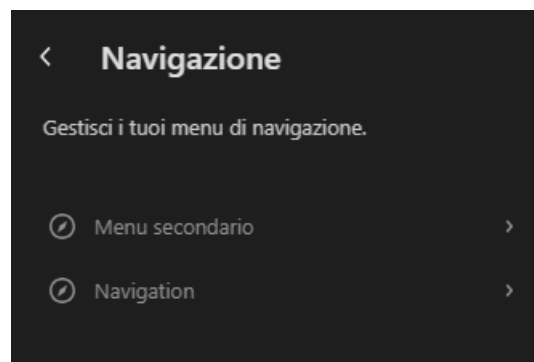 Navigazione
Gestisci i tuoi menu di navigazione.
Menu secondario
Navigation